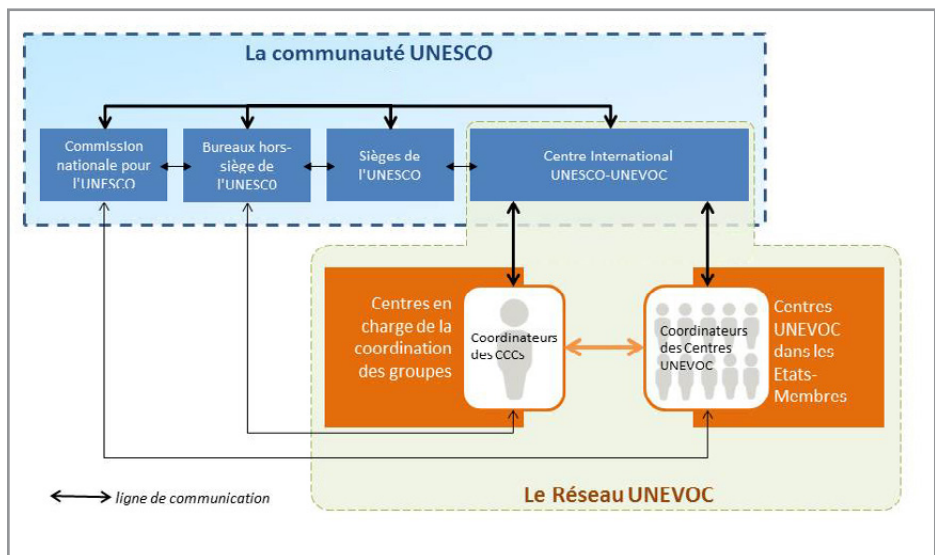 La communauté UNESCO
Commission
nationale pour
l'UNESCO
Bureaux hors-
siège de
l'UNESC0
Sièges de
l'UNESCO
Centre International
UNESCO-UNEVOC
Centres en
charge de la
coordination
des groupes
Coordinateurs
des CCCs
Coordinateurs
des Centres
UNEVOC
Centres
UNEVOC
dans les
Etats-
Membres
ligne de communication
Le Réseau UNEVOC